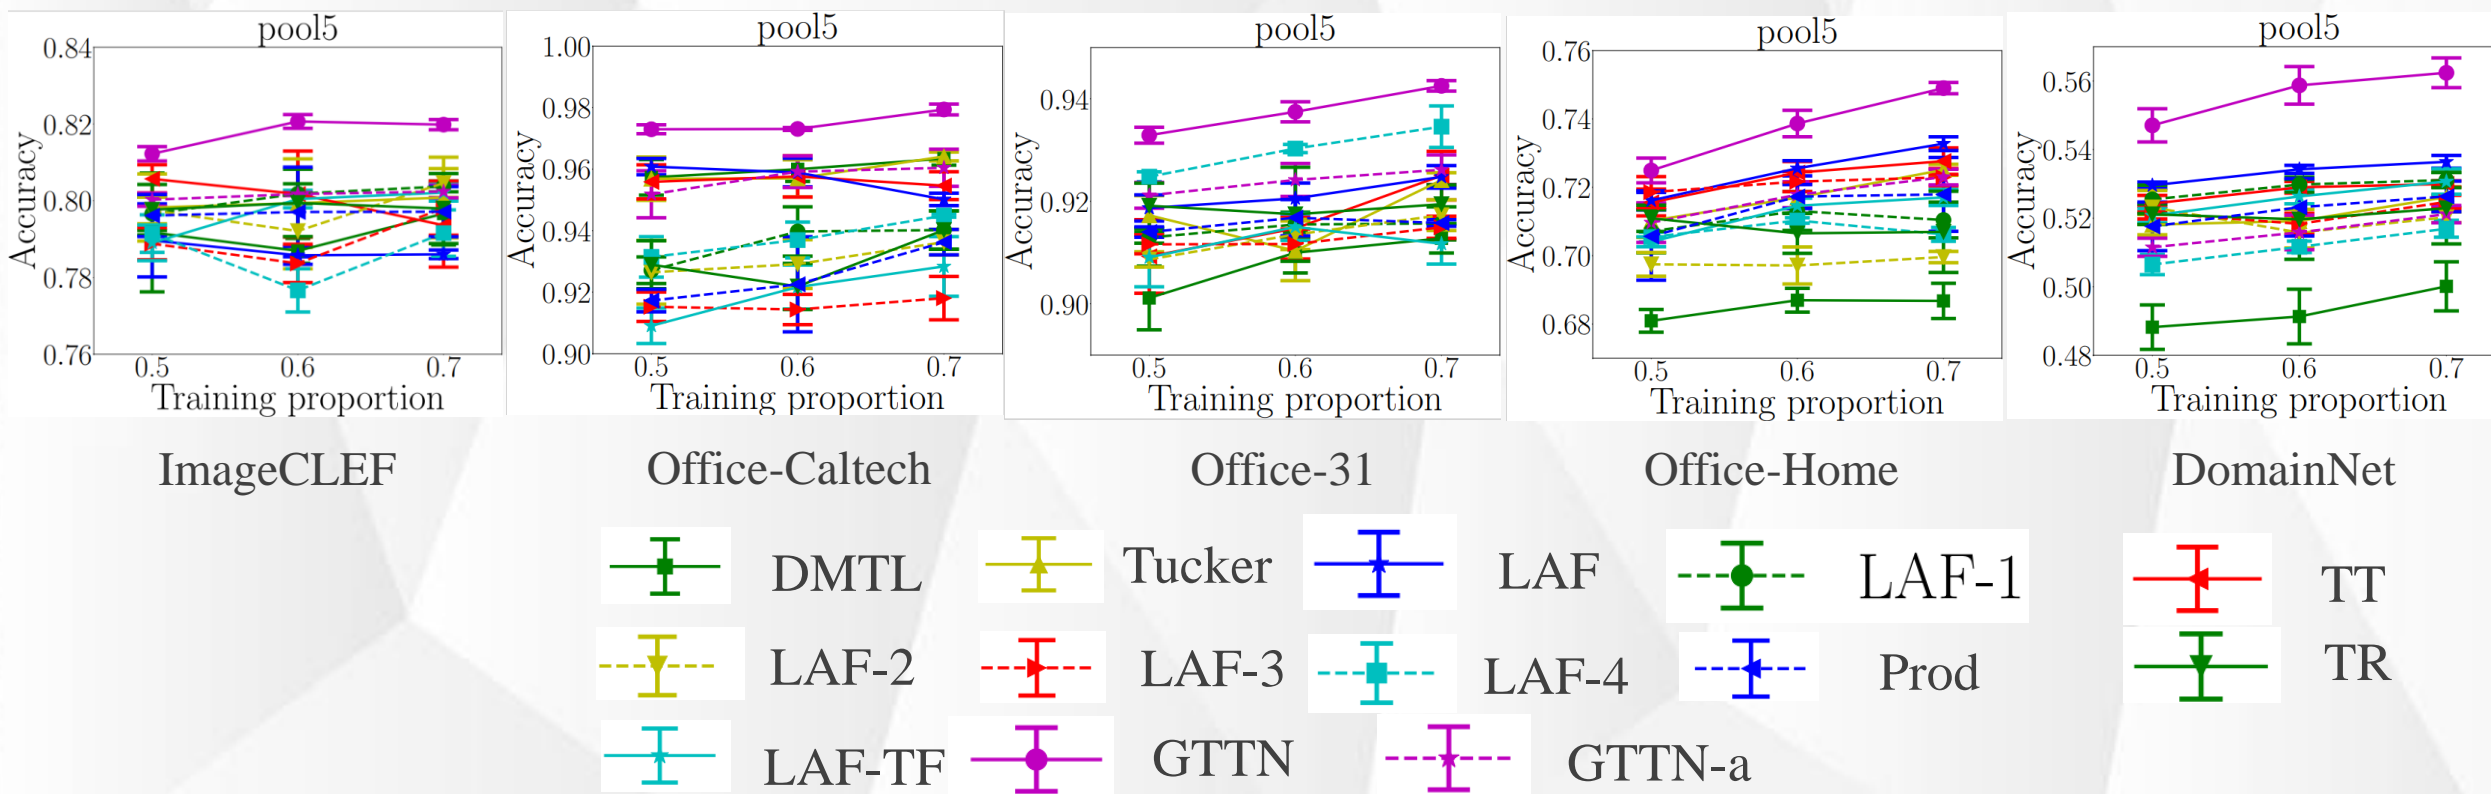 pool5
0.84
0.82
0.80
0.78
0.76
Accuracy
0.5 0.6 0.7
Training proportion
ImageCLEF
pool5
1.00
0.98
0.96
0.94
0.92
0.90
Accuracy
0.5 0.6 0.7
Training proportion
Office-Caltech
pool5
0.94
0.92
0.90
Accuracy
0.5 0.6 0.7
Training proportion
Office-31
pool5
0.76
0.74
0.72
0.70
0.68
Accuracy
0.5 0.6 0.7
Training proportion
Office-Home
pool5
0.56
0.54
0.52
0.50
0.48
Accuracy
0.5 0.6 0.7
Training proportion
DomainNet
DMTL Tucker LAF LAF-1 TT
LAF-2 LAF-3 LAF-4 Prod TR
LAF-TF GTTN GTTN-a